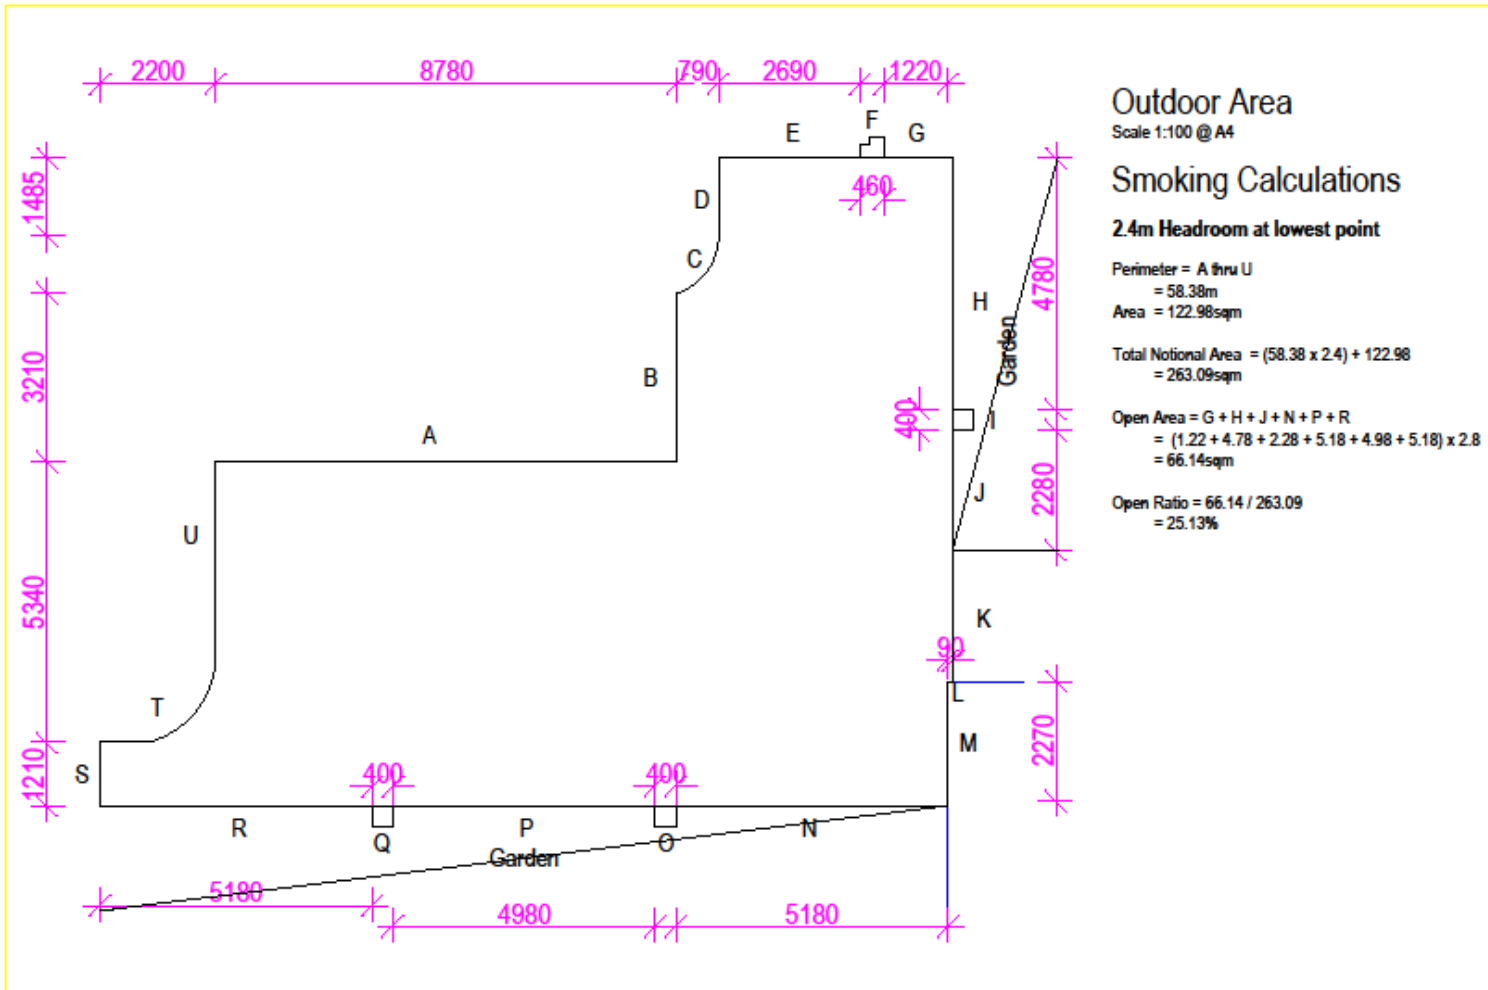 2200 8780 790 2690 1220
Outdoor Area
Scale 1:100 @ A4
Smoking Calculations
2.4m Headroom at lowest point
Perimeter = A thru U
= 58.38m
Area = 122.98sqm
Total Notional Area = (58.38 x 2.4) + 122.98
= 263.09sqm
Open Area = G + H + J + N + P + R
= (1.22 + 4.78 + 2.28 + 5.18 + 4.98 + 5.18) x 2.8
= 66.14sqm
Open Ratio = 66.14 / 263.09
= 25.13%
E F G
460
1485
D
C
H
4780
Garden
3210
B
A
400
I
J
2280
U
5340
K
90
L
T
M
2270
S
1210
400 400
R Q P O N
Garden
5180
4980 5180